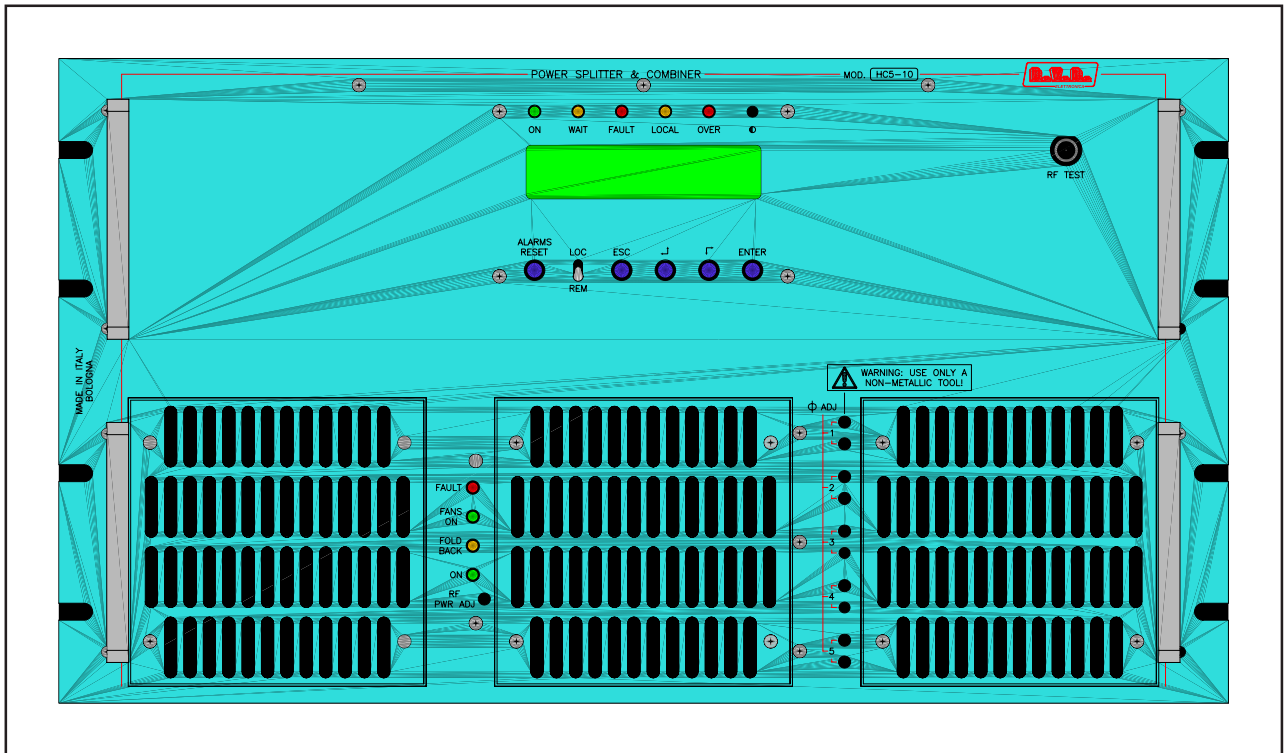 POWER SPLITTER & COMBINER
MOD. HC5-10
R.V.R.
ELETTRONICA
ON WAIT FAULT LOCAL OVER
RF TEST
ALARMS
RESET
LOC
REM
ESC
ENTER
MADE IN ITALY
BOLOGNA
WARNING: USE ONLY A
NON-METALLIC TOOL!
Φ ADJ
1
2
3
4
5
FAULT
FANS
ON
FOLD
BACK
ON
RF
PWR ADJ